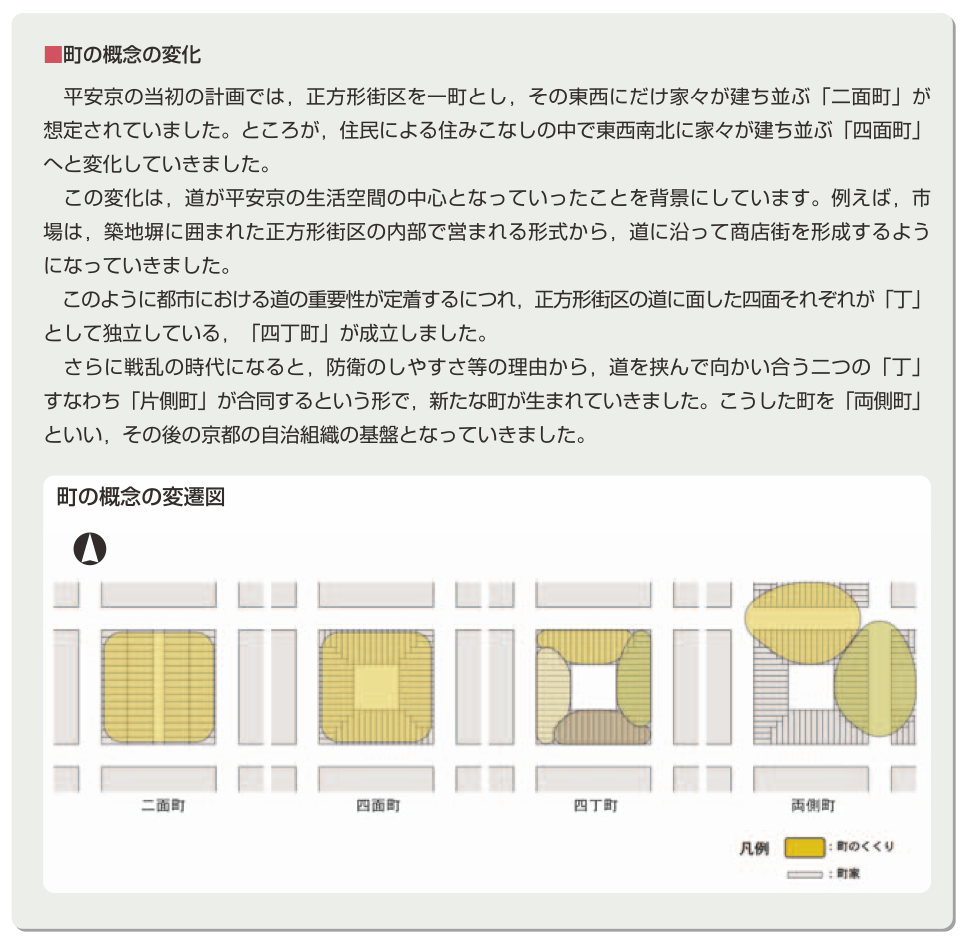 ■町の概念の変化
平安京の当初の計画では，正方形街区を一町とし，その東西にだけ家々が建ち並ぶ「二面町」が
想定されていました。ところが，住民による住みこなしの中で東西南北に家々が建ち並ぶ「四面町」
へと変化していきました。
この変化は，道が平安京の生活空間の中心となっていったことを背景にしています。例えば，市
場は，築地塀に囲まれた正方形街区の内部で営まれる形式から，道に沿って商店街を形成するよう
になっていきました。
このように都市における道の重要性が定着するにつれ，正方形街区の道に面した四面それぞれが「丁」
として独立している，「四丁町」が成立しました。
さらに戦乱の時代になると，防衛のしやすさ等の理由から，道を挟んで向かい合う二つの「丁」
すなわち「片側町」が合同するという形で，新たな町が生まれていきました。こうした町を「両側町」
といい，その後の京都の自治組織の基盤となっていきました。
町の概念の変遷図
二面町 四面町 四丁町 両側町
凡例 ：町のくくり
：町家